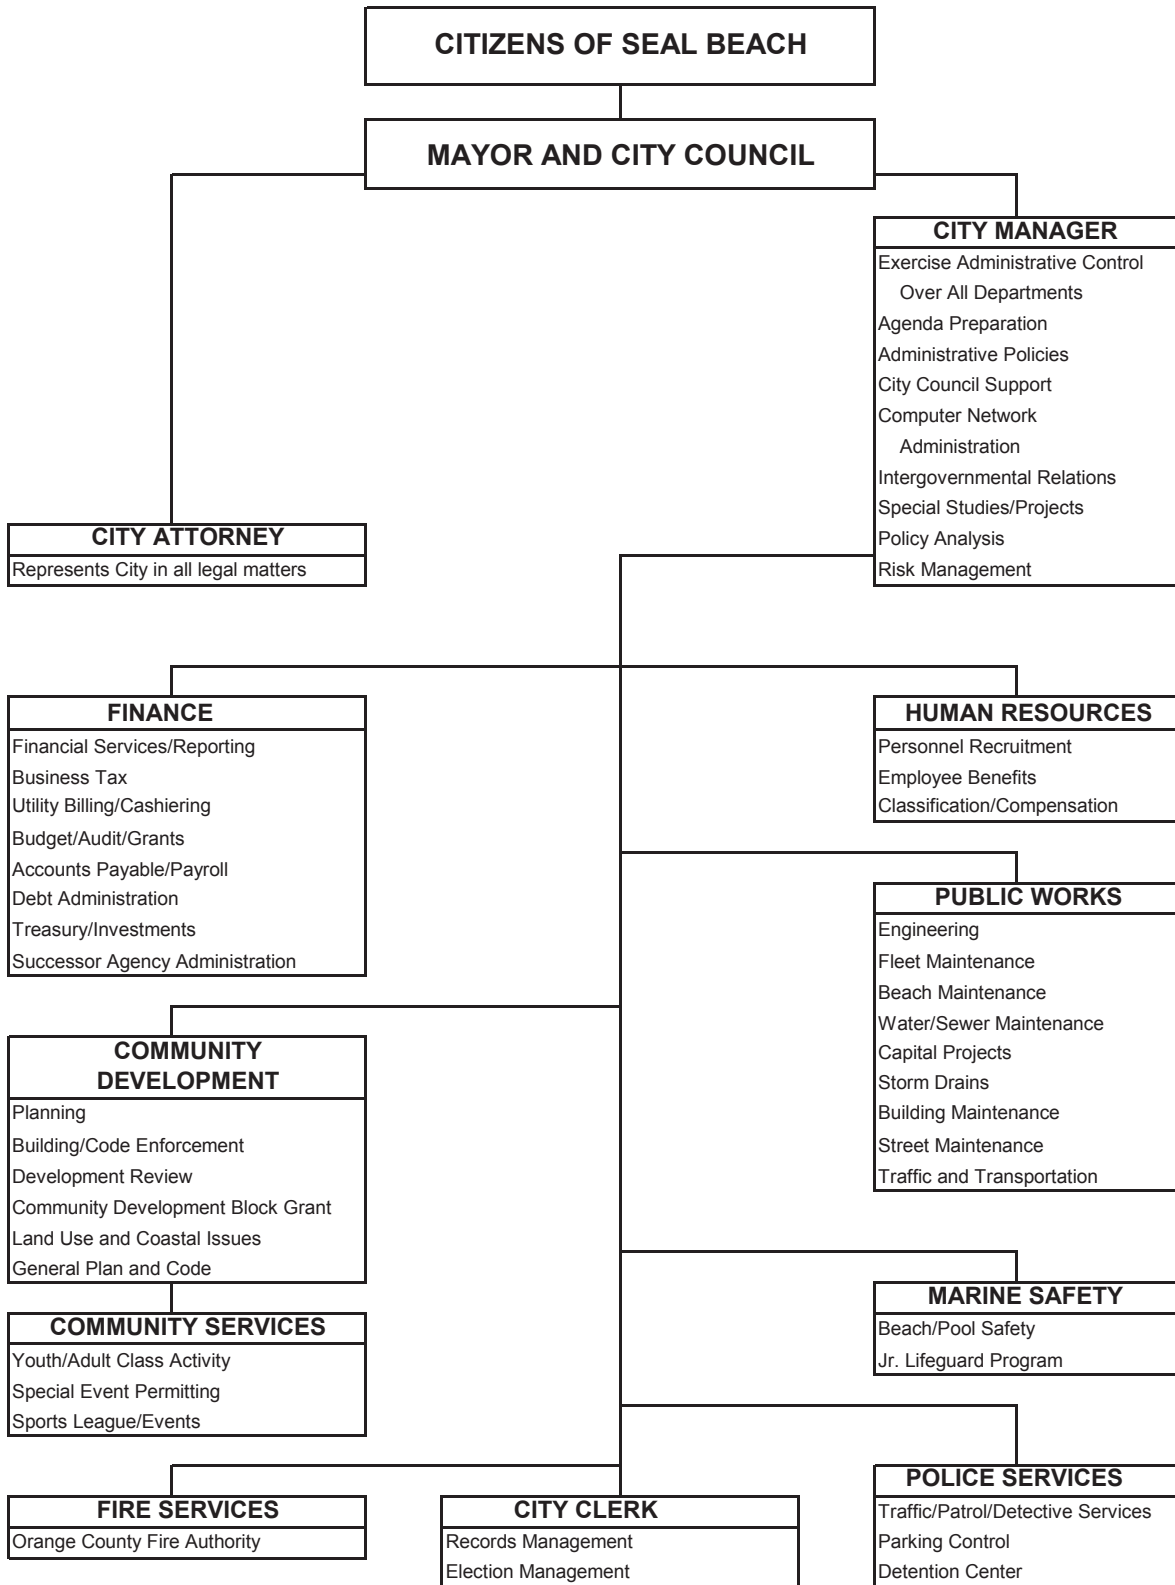 CITIZENS OF SEAL BEACH
MAYOR AND CITY COUNCIL
CITY MANAGER
Exercise Administrative Control
Over All Departments
Agenda Preparation
Administrative Policies
City Council Support
Computer Network
Administration
Intergovernmental Relations
Special Studies/Projects
Policy Analysis
Risk Management
CITY ATTORNEY
Represents City in all legal matters
FINANCE
Financial Services/Reporting
Business Tax
Utility Billing/Cashiering
Budget/Audit/Grants
Accounts Payable/Payroll
Debt Administration
Treasury/Investments
Successor Agency Administration
HUMAN RESOURCES
Personnel Recruitment
Employee Benefits
Classification/Compensation
PUBLIC WORKS
Engineering
Fleet Maintenance
Beach Maintenance
Water/Sewer Maintenance
Capital Projects
Storm Drains
Building Maintenance
Street Maintenance
Traffic and Transportation
COMMUNITY
DEVELOPMENT
Planning
Building/Code Enforcement
Development Review
Community Development Block Grant
Land Use and Coastal Issues
General Plan and Code
COMMUNITY SERVICES
Youth/Adult Class Activity
Special Event Permitting
Sports League/Events
MARINE SAFETY
Beach/Pool Safety
Jr. Lifeguard Program
FIRE SERVICES
Orange County Fire Authority
CITY CLERK
Records Management
Election Management
POLICE SERVICES
Traffic/Patrol/Detective Services
Parking Control
Detention Center